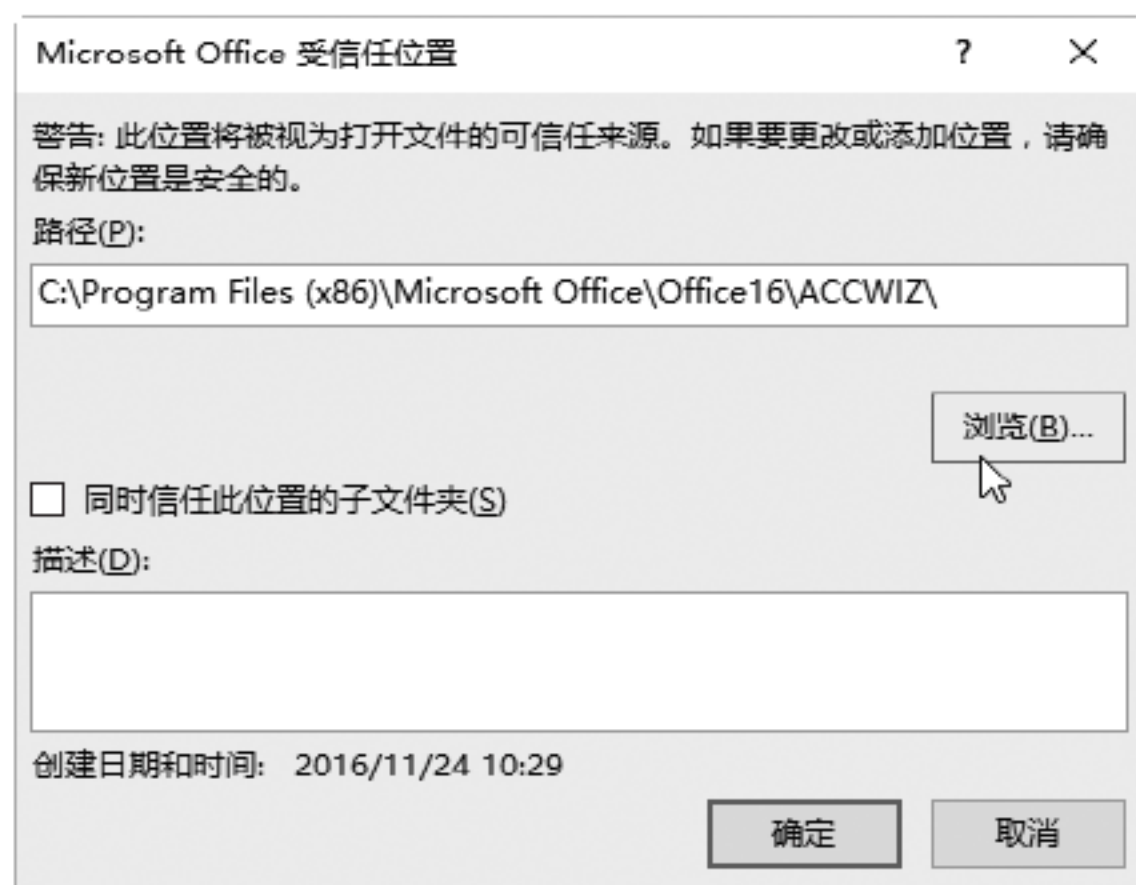 Microsoft Office 受信任位置 ? ×
警告: 此位置将被视为打开文件的可信任来源。如果要更改或添加位置，请确
保新位置是安全的。
路径(P):
C:\Program Files (x86)\Microsoft Office\Office16\ACCWIZ\
浏览(B)...
同时信任此位置的子文件夹(S)
描述(D):
创建日期和时间: 2016/11/24 10:29
确定 取消